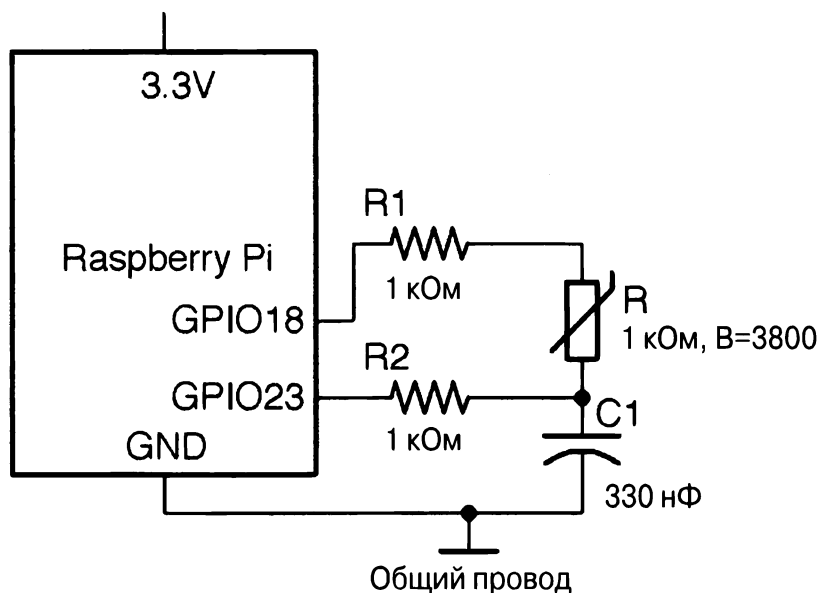 3.3V
Raspberry Pi
GPIO18
GPIO23
GND
R1
1 кОм
R
1 кОм, B=3800
R2
1 кОм
C1
330 нФ
Общий провод